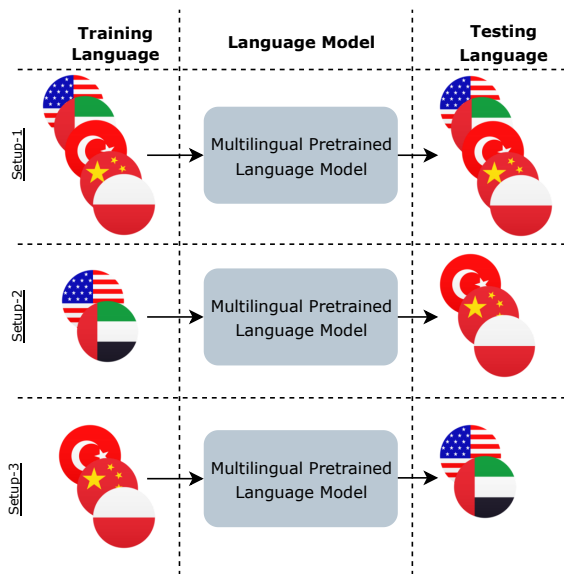 Training
Language
Language Model
Testing
Language
Setup-1
Multilingual Pretrained
Language Model
Setup-2
Multilingual Pretrained
Language Model
Setup-3
Multilingual Pretrained
Language Model